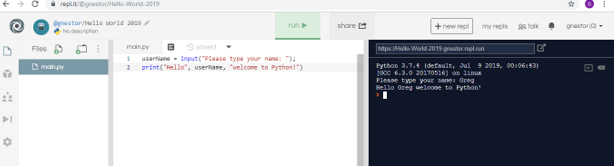 repl.it/@gnestor/Hello-World-2019
@gnestor/Hello World 2019
No description
run
share
+ new repl
my repls
talk
gnestor(0)
Files
main.py
main.py
saved
https://Hello-World-2019.gnestor.repl.run
1 userName = input("Please type your name: ");
2 print("Hello", userName, "welcome to Python!")
Python 3.7.4 (default, Jul 9 2019, 00:06:43)
[GCC 6.3.0 20170516] on linux
Please type your name: Greg
Hello Greg welcome to Python!